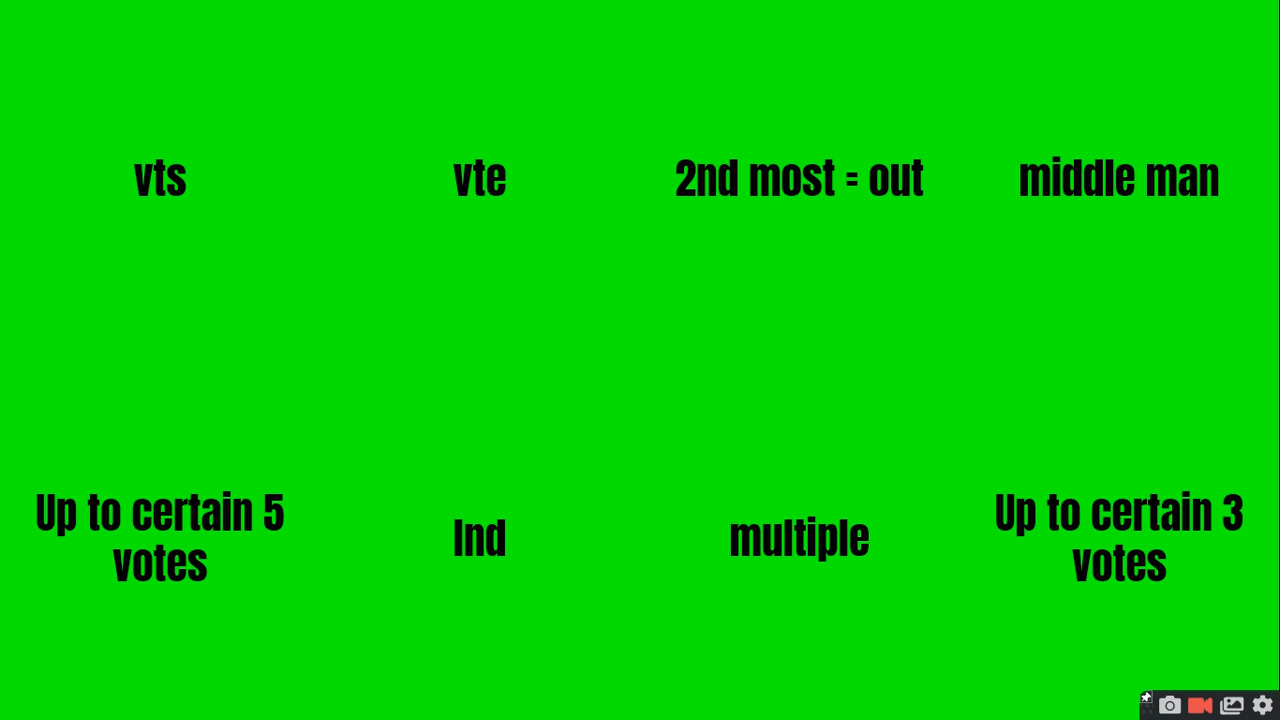 vts
vte
2nd most = out
middle man
Up to certain 5
votes
Ind
multiple
Up to certain 3
votes